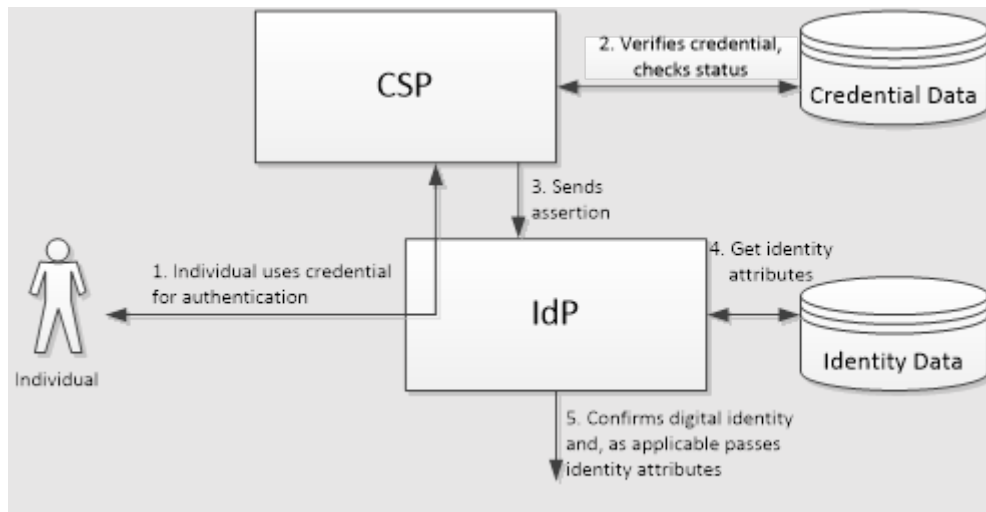 CSP
2. Verifies credential,
checks status
Credential Data
3. Sends
assertion
1. Individual uses credential
for authentication
Individual
IdP
4. Get identity
attributes
Identity Data
5. Confirms digital identity
and, as applicable passes
identity attributes